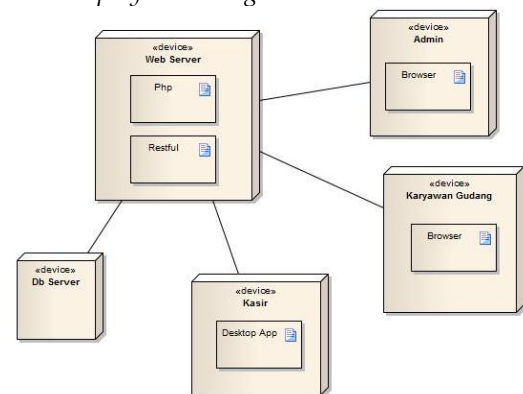 «device»
Web Server
Php
Restful
«device»
Admin
Browser
«device»
Karyawan Gudang
Browser
«device»
Db Server
«device»
Kasir
Desktop App